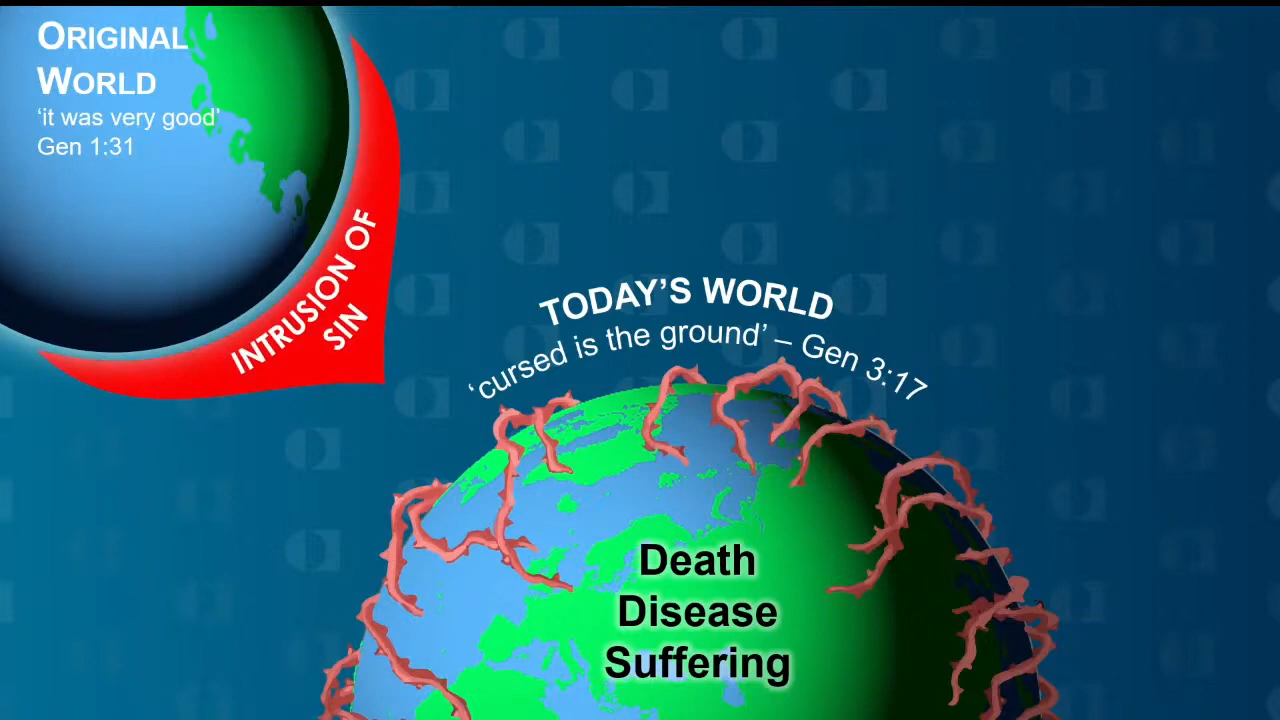 ORIGINAL
WORLD
‘it was very good’
Gen 1:31
INTRUSION OF
SIN
TODAY’S WORLD
‘cursed is the ground’ – Gen 3:17
Death
Disease
Suffering